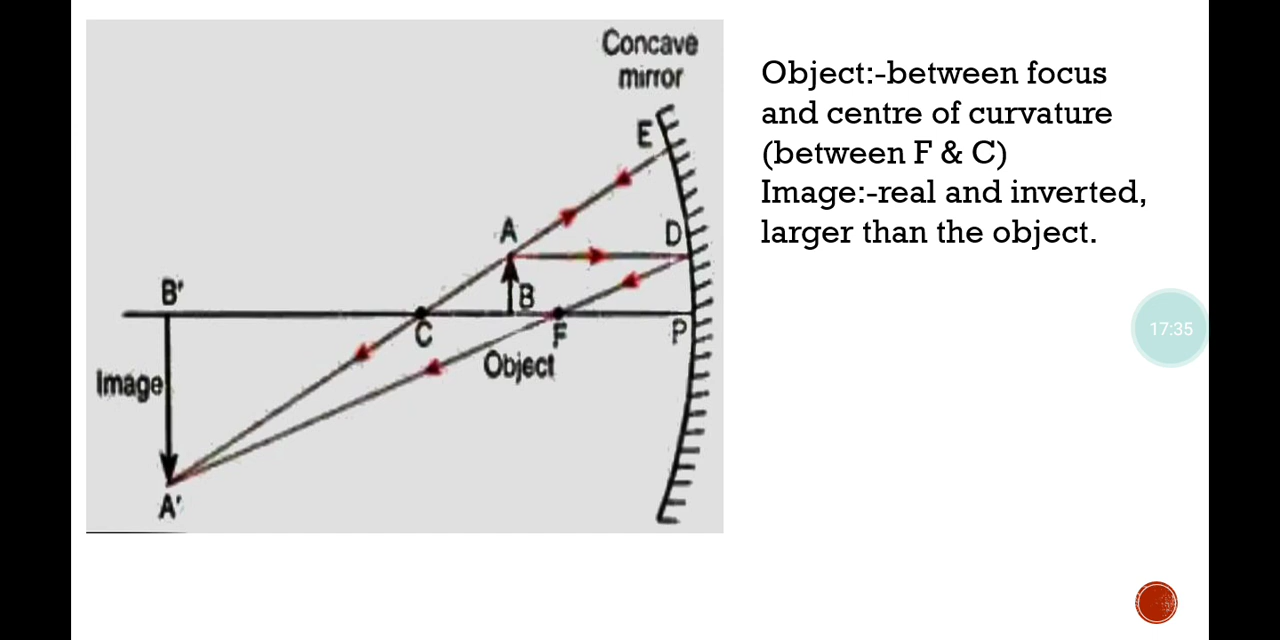 Concave
mirror
E
A
D
B'
B
C
F
P
Object
Image
A'
Object:-between focus
and centre of curvature
(between F & C)
Image:-real and inverted,
larger than the object.
17:35